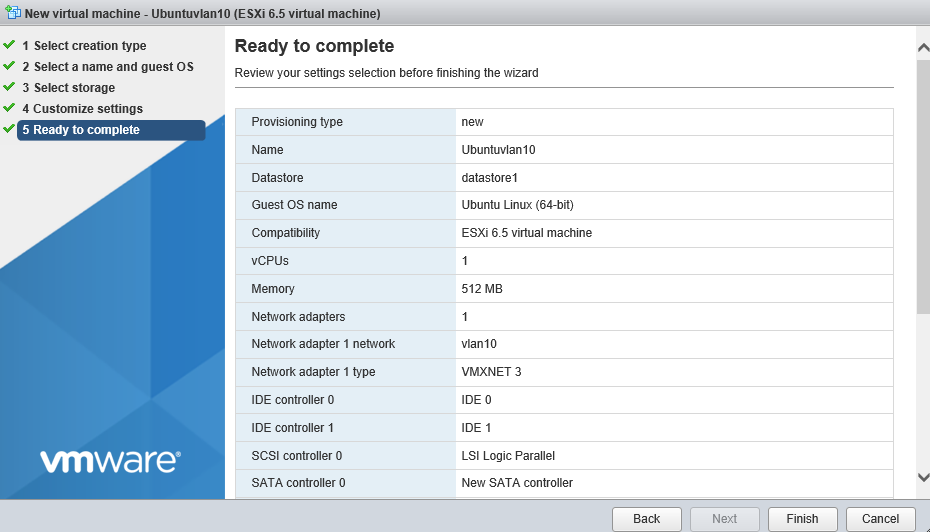 New virtual machine - Ubuntuvlan10 (ESXi 6.5 virtual machine)
1 Select creation type
2 Select a name and guest OS
3 Select storage
4 Customize settings
5 Ready to complete
vmware®
Ready to complete
Review your settings selection before finishing the wizard
Provisioning type new
Name Ubuntuvlan10
Datastore datastore1
Guest OS name Ubuntu Linux (64-bit)
Compatibility ESXi 6.5 virtual machine
vCPUs 1
Memory 512 MB
Network adapters 1
Network adapter 1 network vlan10
Network adapter 1 type VMXNET 3
IDE controller 0 IDE 0
IDE controller 1 IDE 1
SCSI controller 0 LSI Logic Parallel
SATA controller 0 New SATA controller
Back Next Finish Cancel